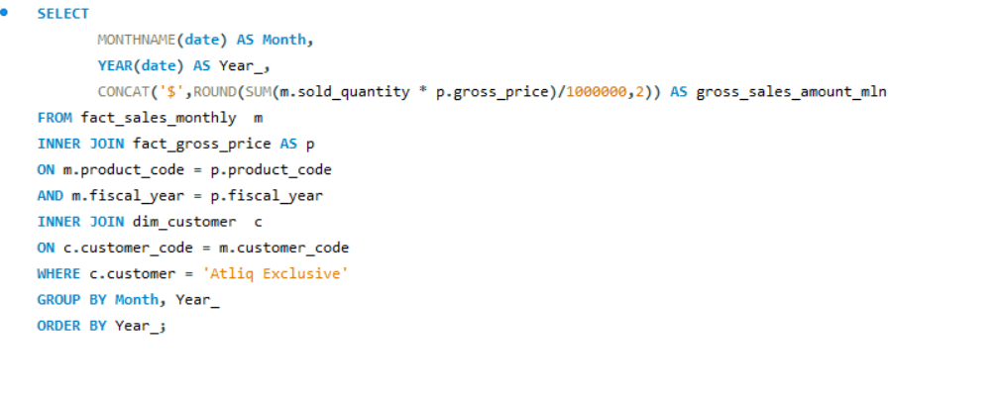 SELECT
MONTHNAME(date) AS Month,
YEAR(date) AS Year_,
CONCAT('$',ROUND(SUM(m.sold_quantity * p.gross_price)/1000000,2)) AS gross_sales_amount_mln
FROM fact_sales_monthly  m
INNER JOIN fact_gross_price AS p
ON m.product_code = p.product_code
AND m.fiscal_year = p.fiscal_year
INNER JOIN dim_customer  c
ON c.customer_code = m.customer_code
WHERE c.customer = 'Atliq Exclusive'
GROUP BY Month, Year_
ORDER BY Year_;